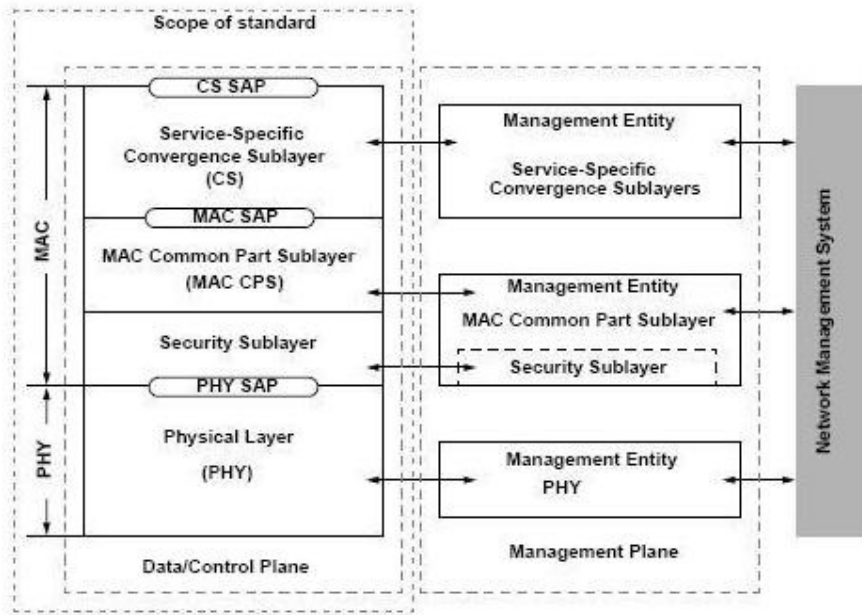 Scope of standard
CS SAP
Service-Specific
Convergence Sublayer
(CS)
MAC SAP
MAC Common Part Sublayer
(MAC CPS)
Security Sublayer
PHY SAP
Physical Layer
(PHY)
Data/Control Plane
MAC
PHY
Management Entity
Service-Specific
Convergence Sublayers
Management Entity
MAC Common Part Sublayer
Security Sublayer
Management Entity
PHY
Management Plane
Network Management System